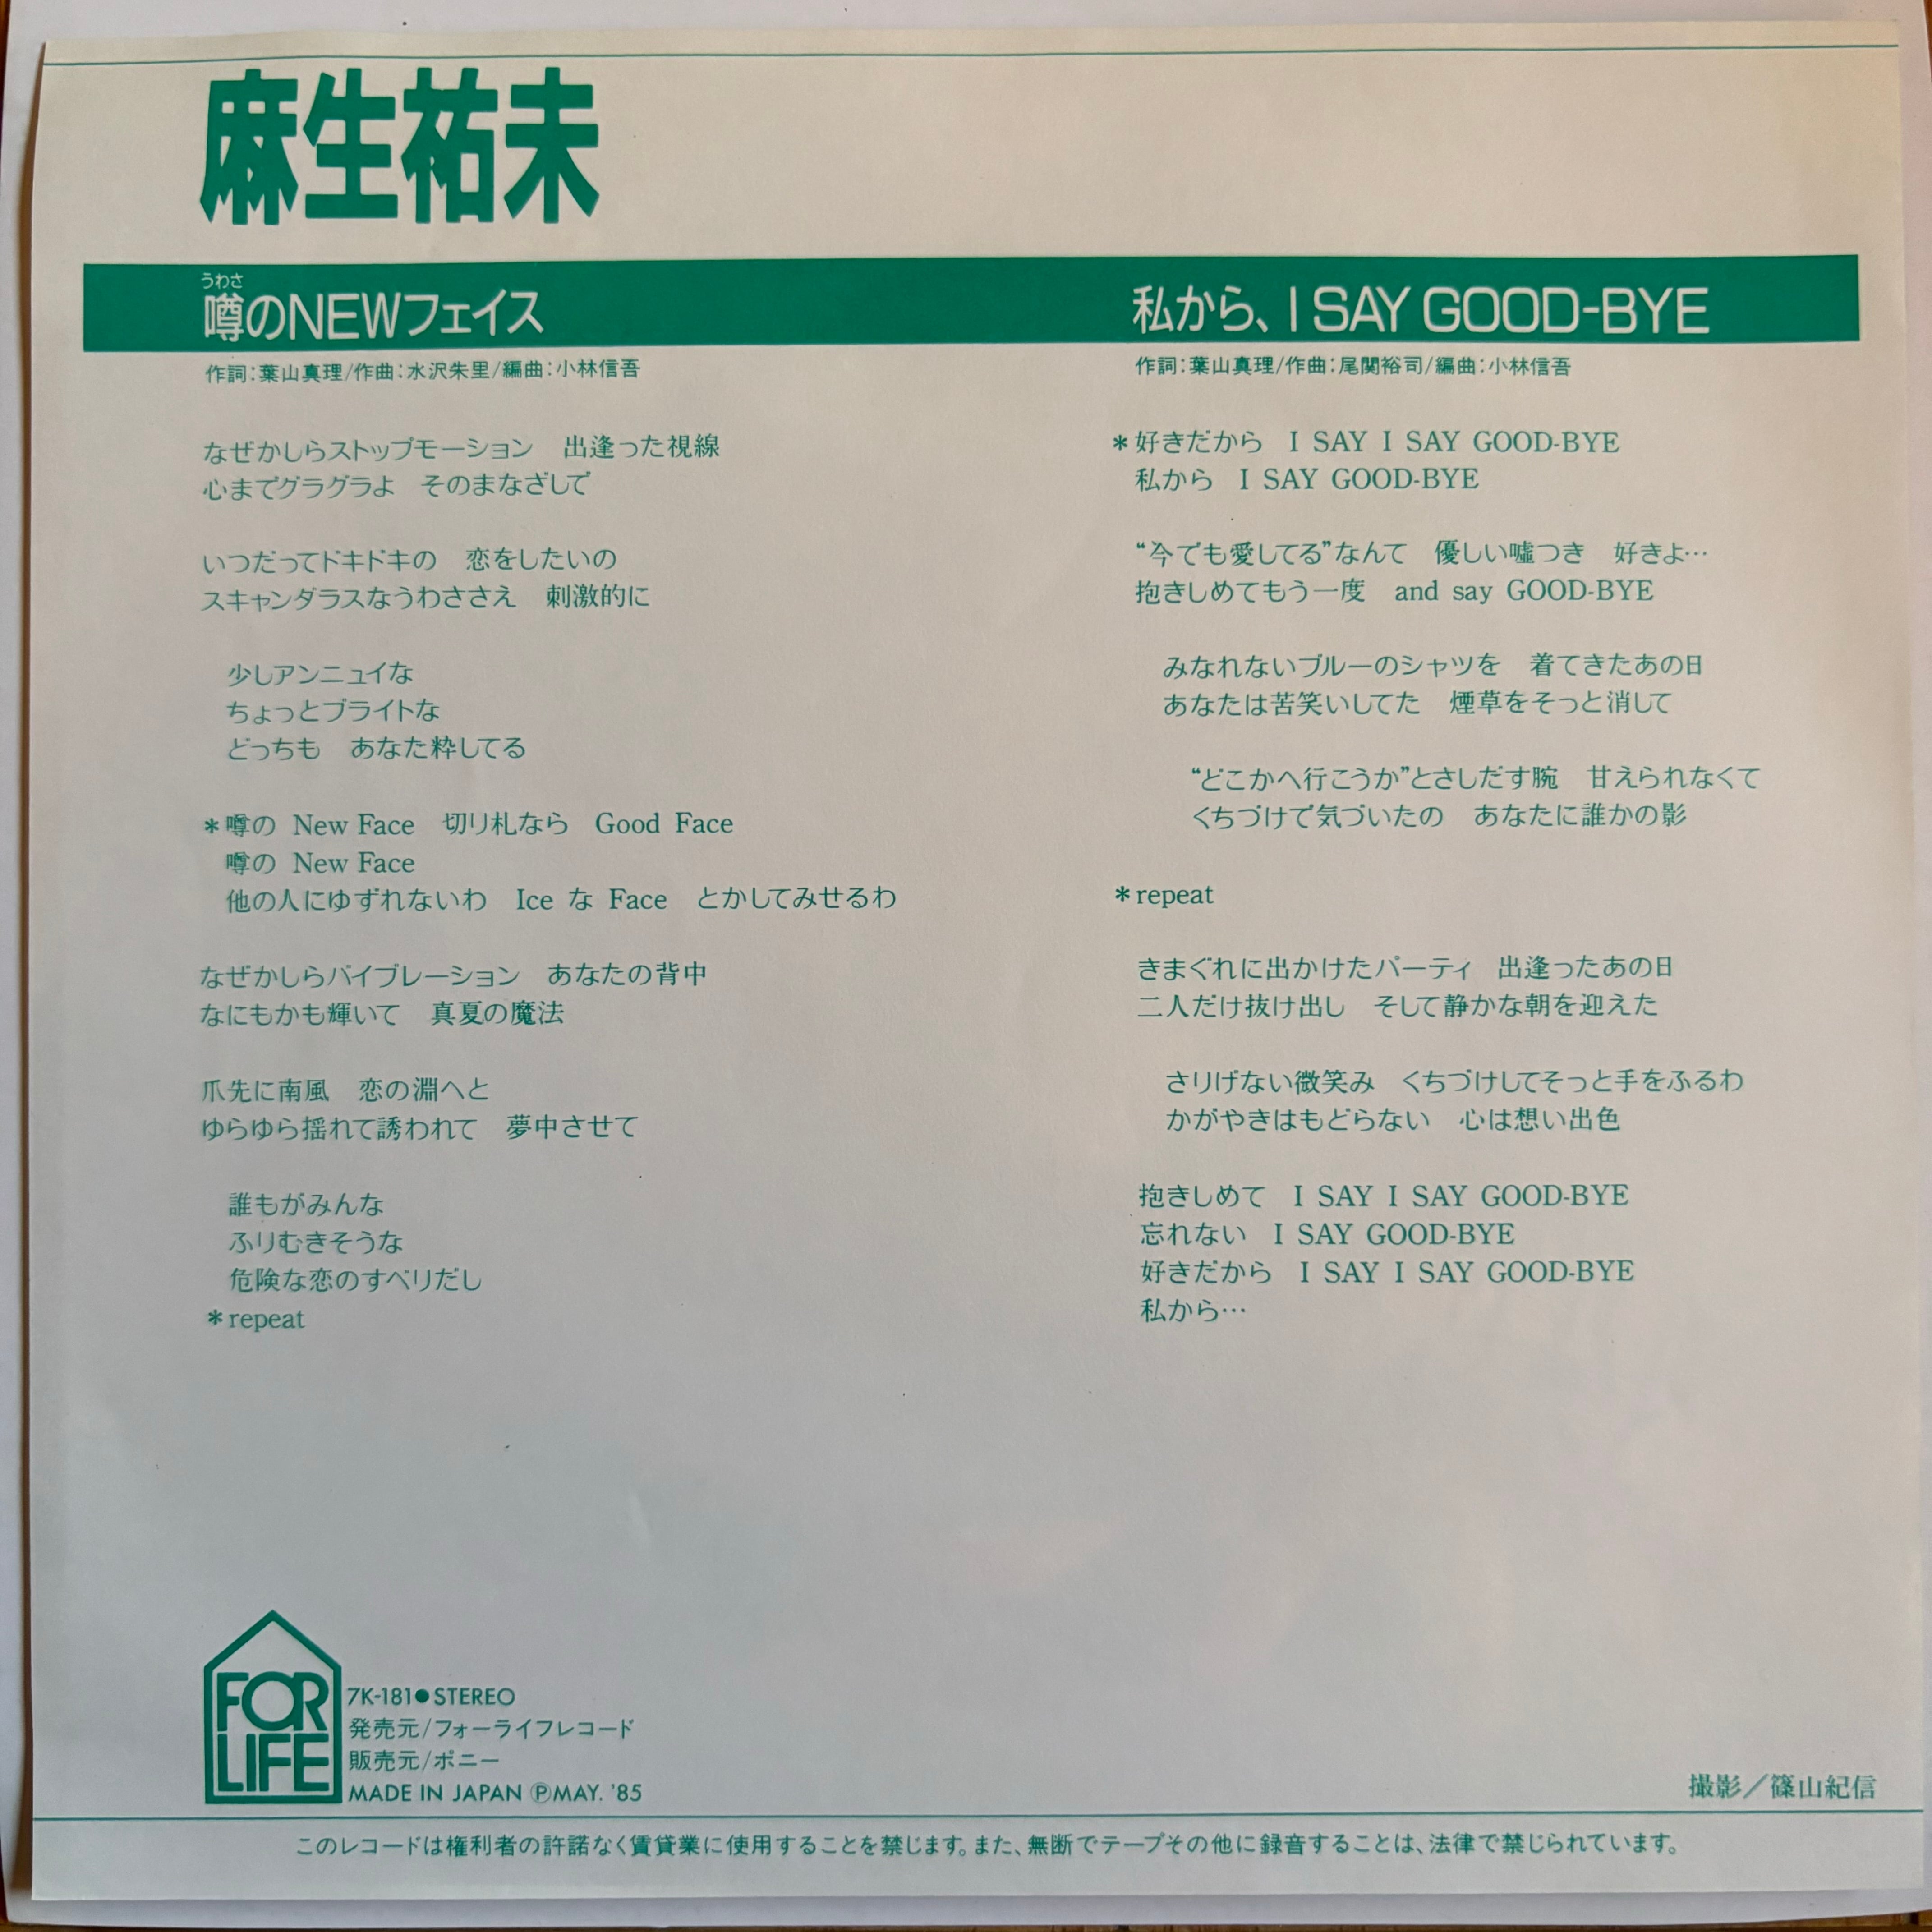 麻生祐未
うわさ
噂のNEWフェイス
作詞：葉山真理/作曲：水沢朱里/編曲：小林信吾
なぜかしらストップモーション　出逢った視線
心までグラグラよ　そのまなざしで
いつだってドキドキの　恋をしたいの
スキャンダラスなうわささえ　刺激的に
少しアンニュイな
ちょっとブライトな
どっちも　あなた粋してる
＊噂の New Face　切り札なら　Good Face
噂の New Face
他の人にゆずれないわ　Ice な Face　とかしてみせるわ
なぜかしらバイブレーション　あなたの背中
なにもかも輝いて　真夏の魔法
爪先に南風　恋の淵へと
ゆらゆら揺れて誘われて　夢中させて
誰もがみんな
ふりむきそうな
危険な恋のすべりだし
＊repeat
私から、I SAY GOOD-BYE
作詞：葉山真理/作曲：尾関裕司/編曲：小林信吾
＊好きだから　I SAY I SAY GOOD-BYE
私から　I SAY GOOD-BYE
“今でも愛してる”なんて　優しい嘘つき　好きよ…
抱きしめてもう一度　and say GOOD-BYE
みなれないブルーのシャツを　着てきたあの日
あなたは苦笑いしてた　煙草をそっと消して
“どこかへ行こうか”とさしだす腕　甘えられなくて
くちづけで気づいたの　あなたに誰かの影
＊repeat
きまぐれに出かけたパーティ　出逢ったあの日
二人だけ抜け出し　そして静かな朝を迎えた
さりげない微笑み　くちづけしてそっと手をふるわ
かがやきはもどらない　心は想い出色
抱きしめて　I SAY I SAY GOOD-BYE
忘れない　I SAY GOOD-BYE
好きだから　I SAY I SAY GOOD-BYE
私から…
FOR
LIFE
7K-181●STEREO
発売元/フォーライフレコード
販売元/ポニー
MADE IN JAPAN ⓅMAY. '85
撮影／篠山紀信
このレコードは権利者の許諾なく賃貸業に使用することを禁じます。また、無断でテープその他に録音することは、法律で禁じられています。